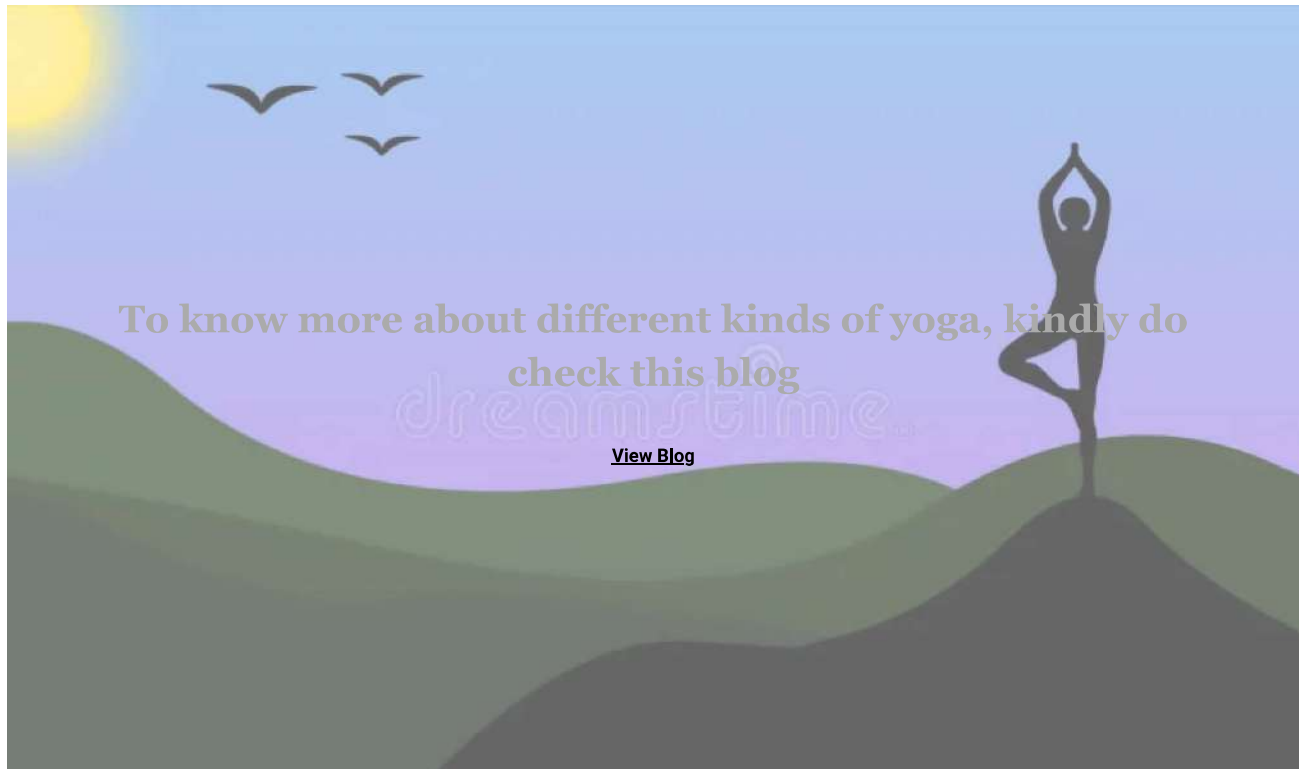 To know more about different kinds of yoga, kindly do
check this blog
dreamstime
View Blog